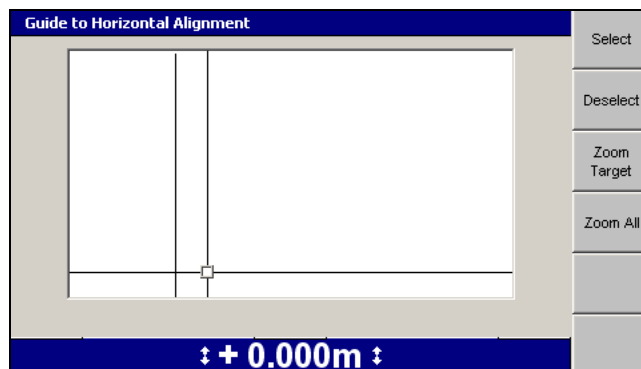 Guide to Horizontal Alignment
Select
Deselect
Zoom
Target
Zoom All
↕ + 0.000m ↕